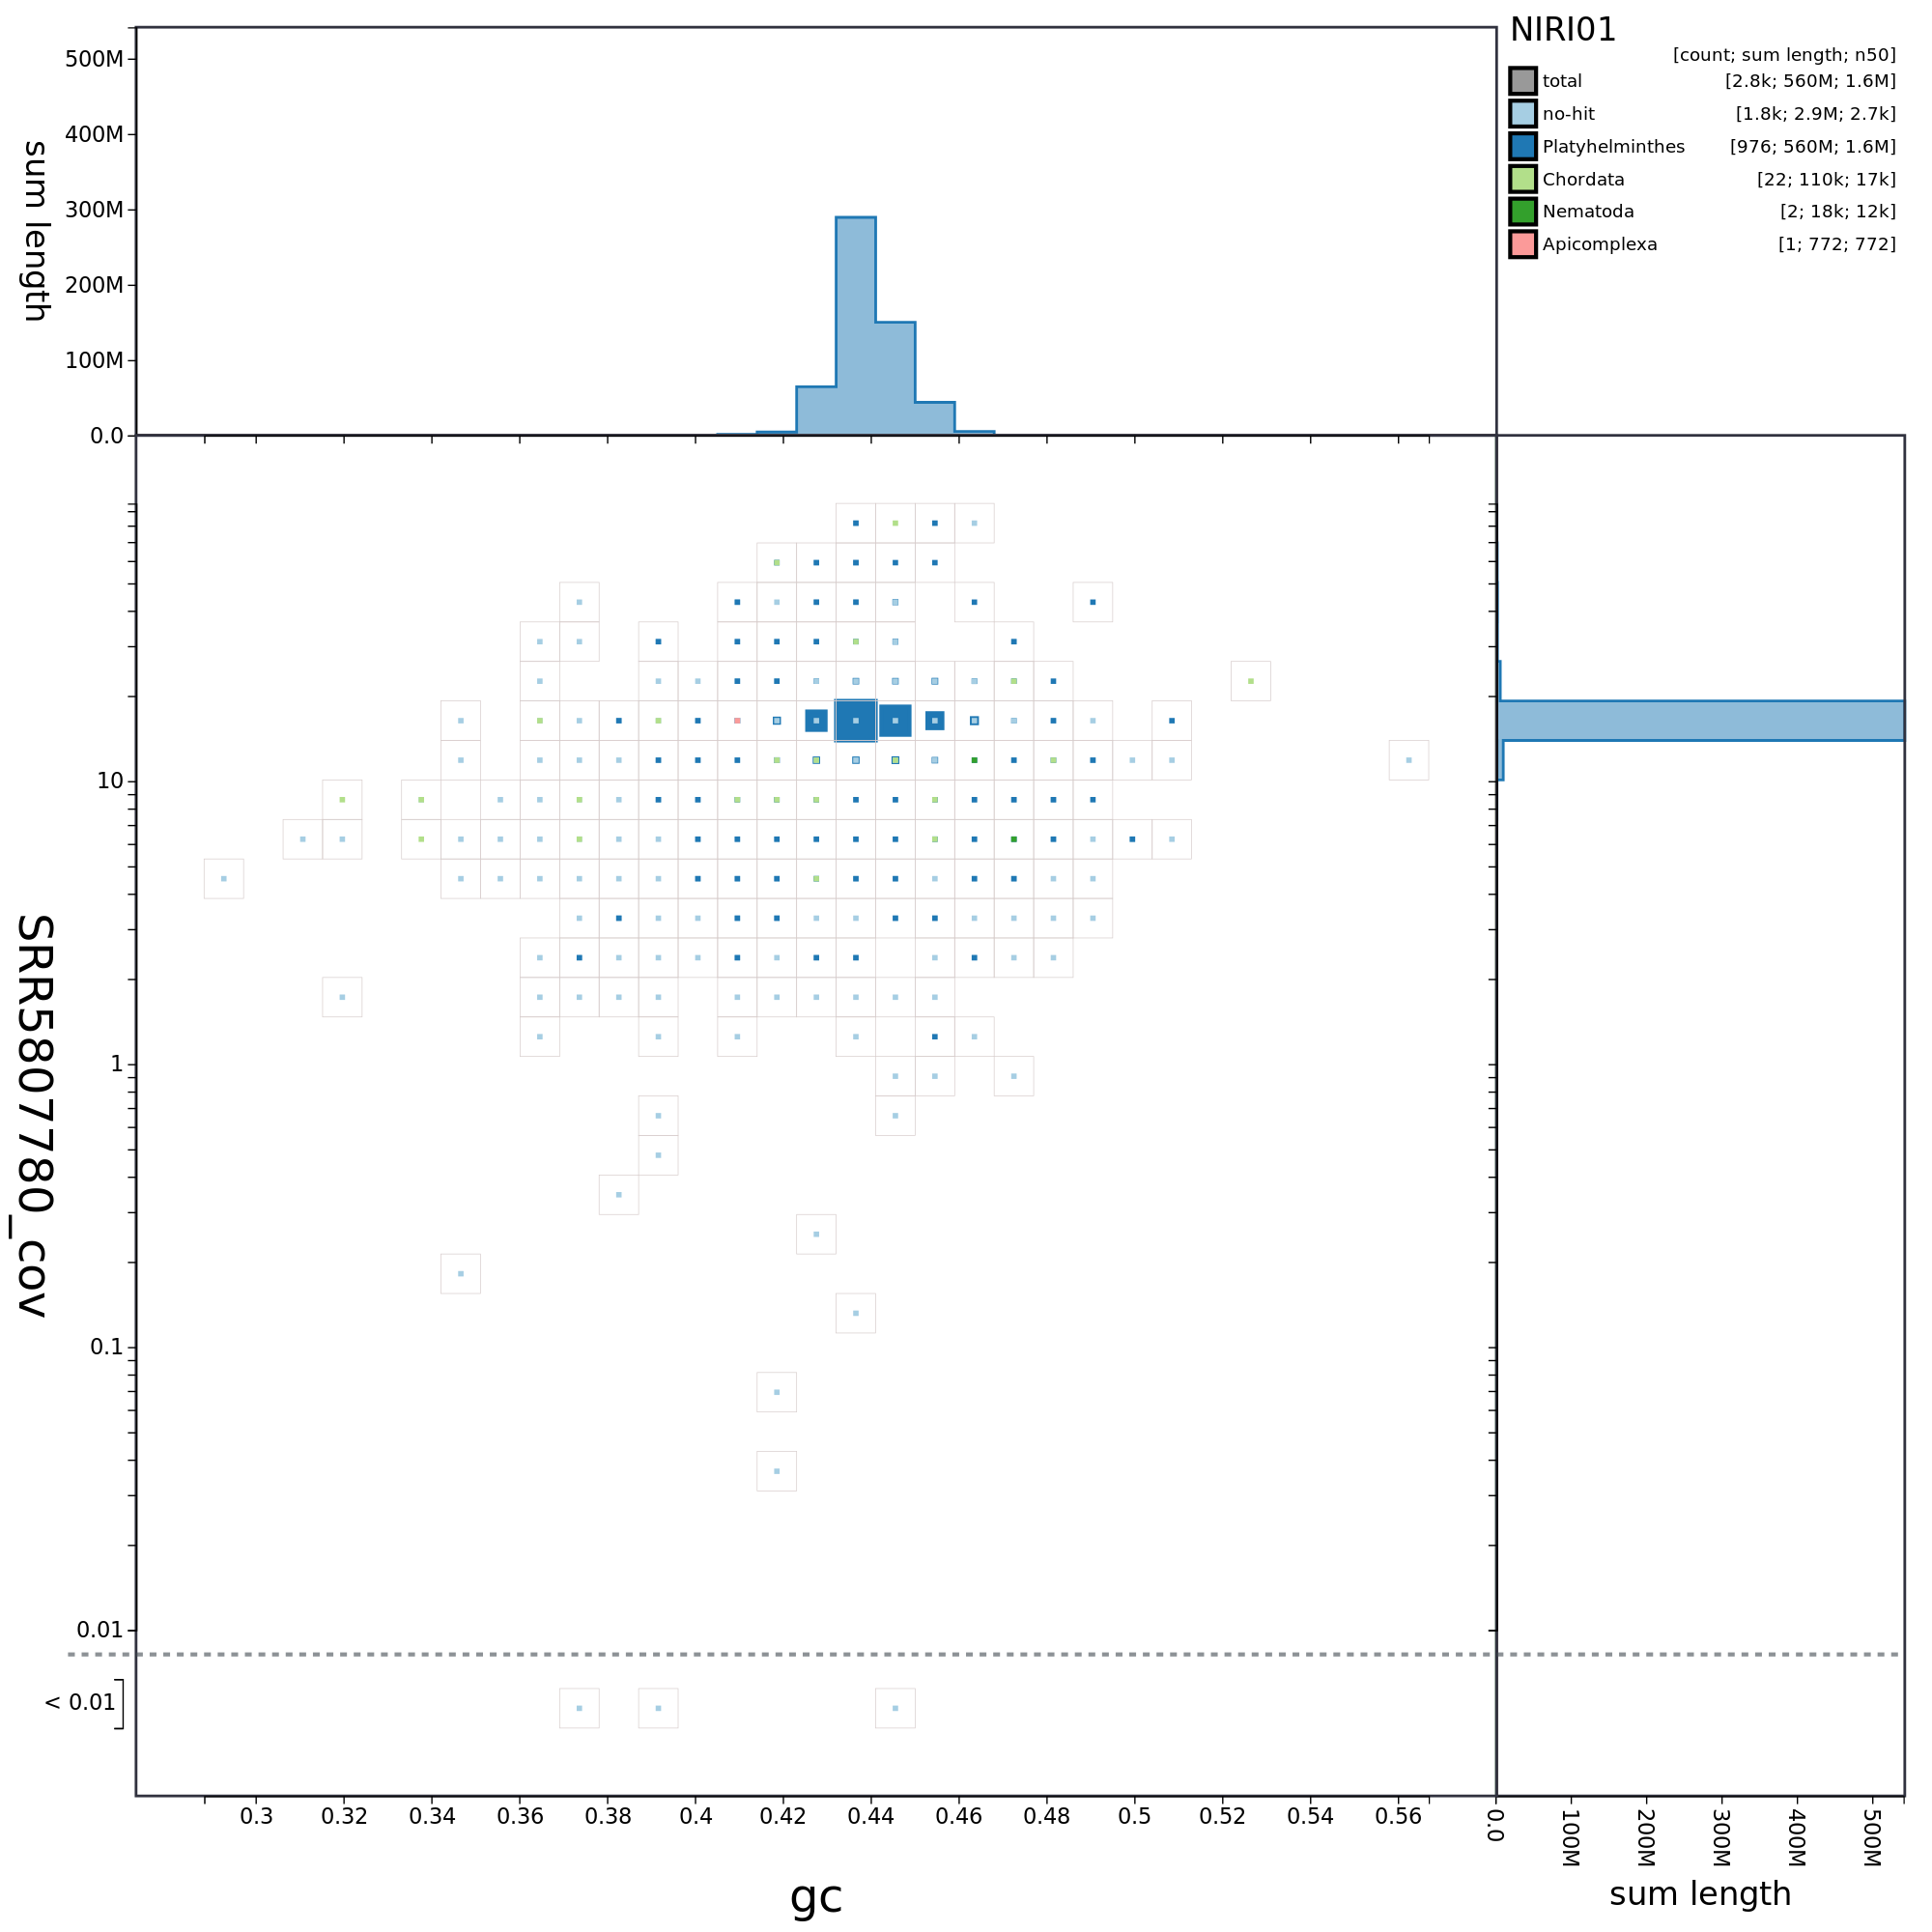 NIRI01
[count; sum length; n50]
total [2.8k; 560M; 1.6M]
no-hit [1.8k; 2.9M; 2.7k]
Platyhelminthes [976; 560M; 1.6M]
Chordata [22; 110k; 17k]
Nematoda [2; 18k; 12k]
Apicomplexa [1; 772; 772]
sum length
500M
400M
300M
200M
100M
0.0
SRR5807780_cov
10
1
0.1
0.01
< 0.01
0.3 0.32 0.34 0.36 0.38 0.4 0.42 0.44 0.46 0.48 0.5 0.52 0.54 0.56
gc
0.0 100M 200M 300M 400M 500M
sum length